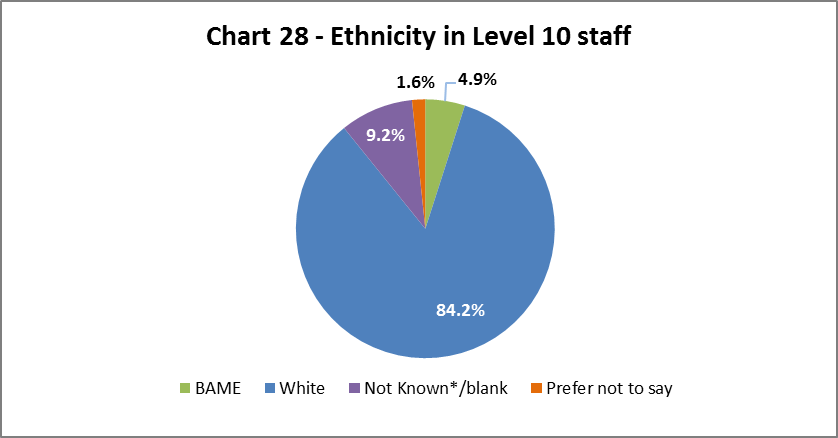 Chart 28 - Ethnicity in Level 10 staff
1.6% 4.9%
9.2%
84.2%
BAME White Not Known*/blank Prefer not to say